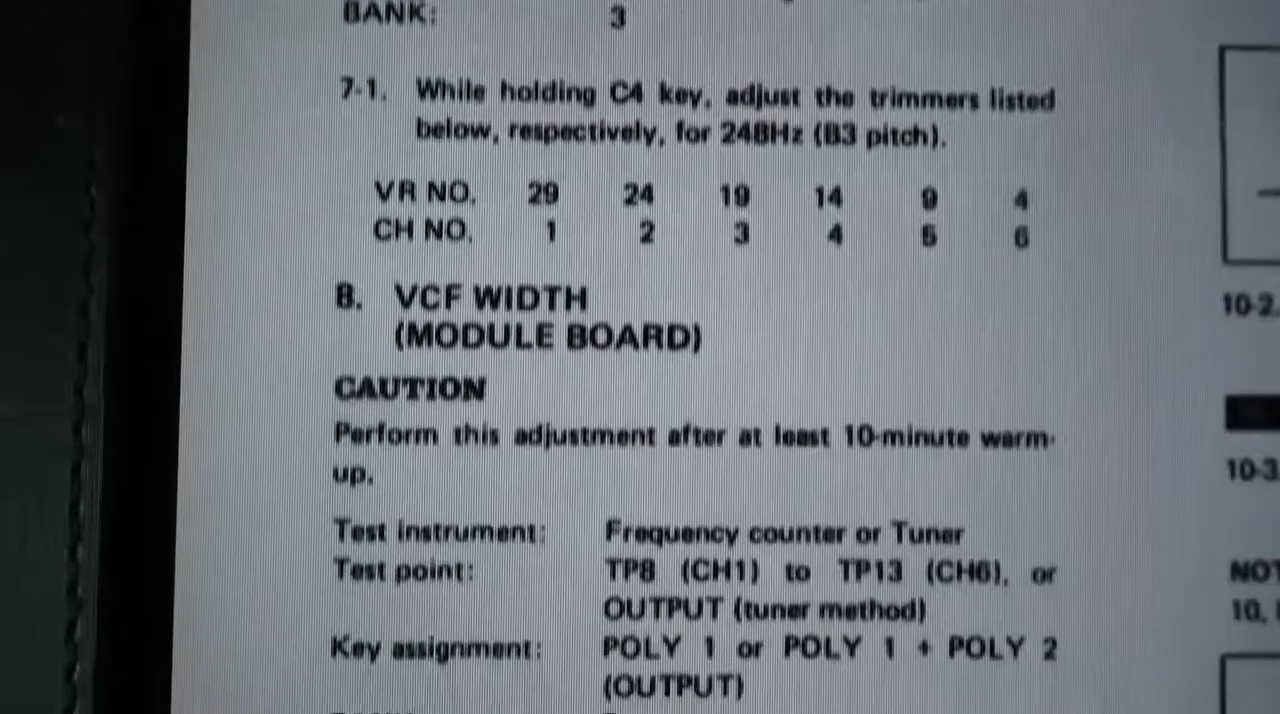 BANK: 3
7-1. While holding C4 key, adjust the trimmers listed
below, respectively, for 248Hz (B3 pitch).
VR NO. 29 24 19 14 9 4
CH NO. 1 2 3 4 5 6
8. VCF WIDTH
(MODULE BOARD)
CAUTION
Perform this adjustment after at least 10-minute warm-
up.
Test instrument: Frequency counter or Tuner
Test point: TP8 (CH1) to TP13 (CH6), or
OUTPUT (tuner method)
Key assignment: POLY 1 or POLY 1 + POLY 2
(OUTPUT)
10-2.
10-3
NOT
10,